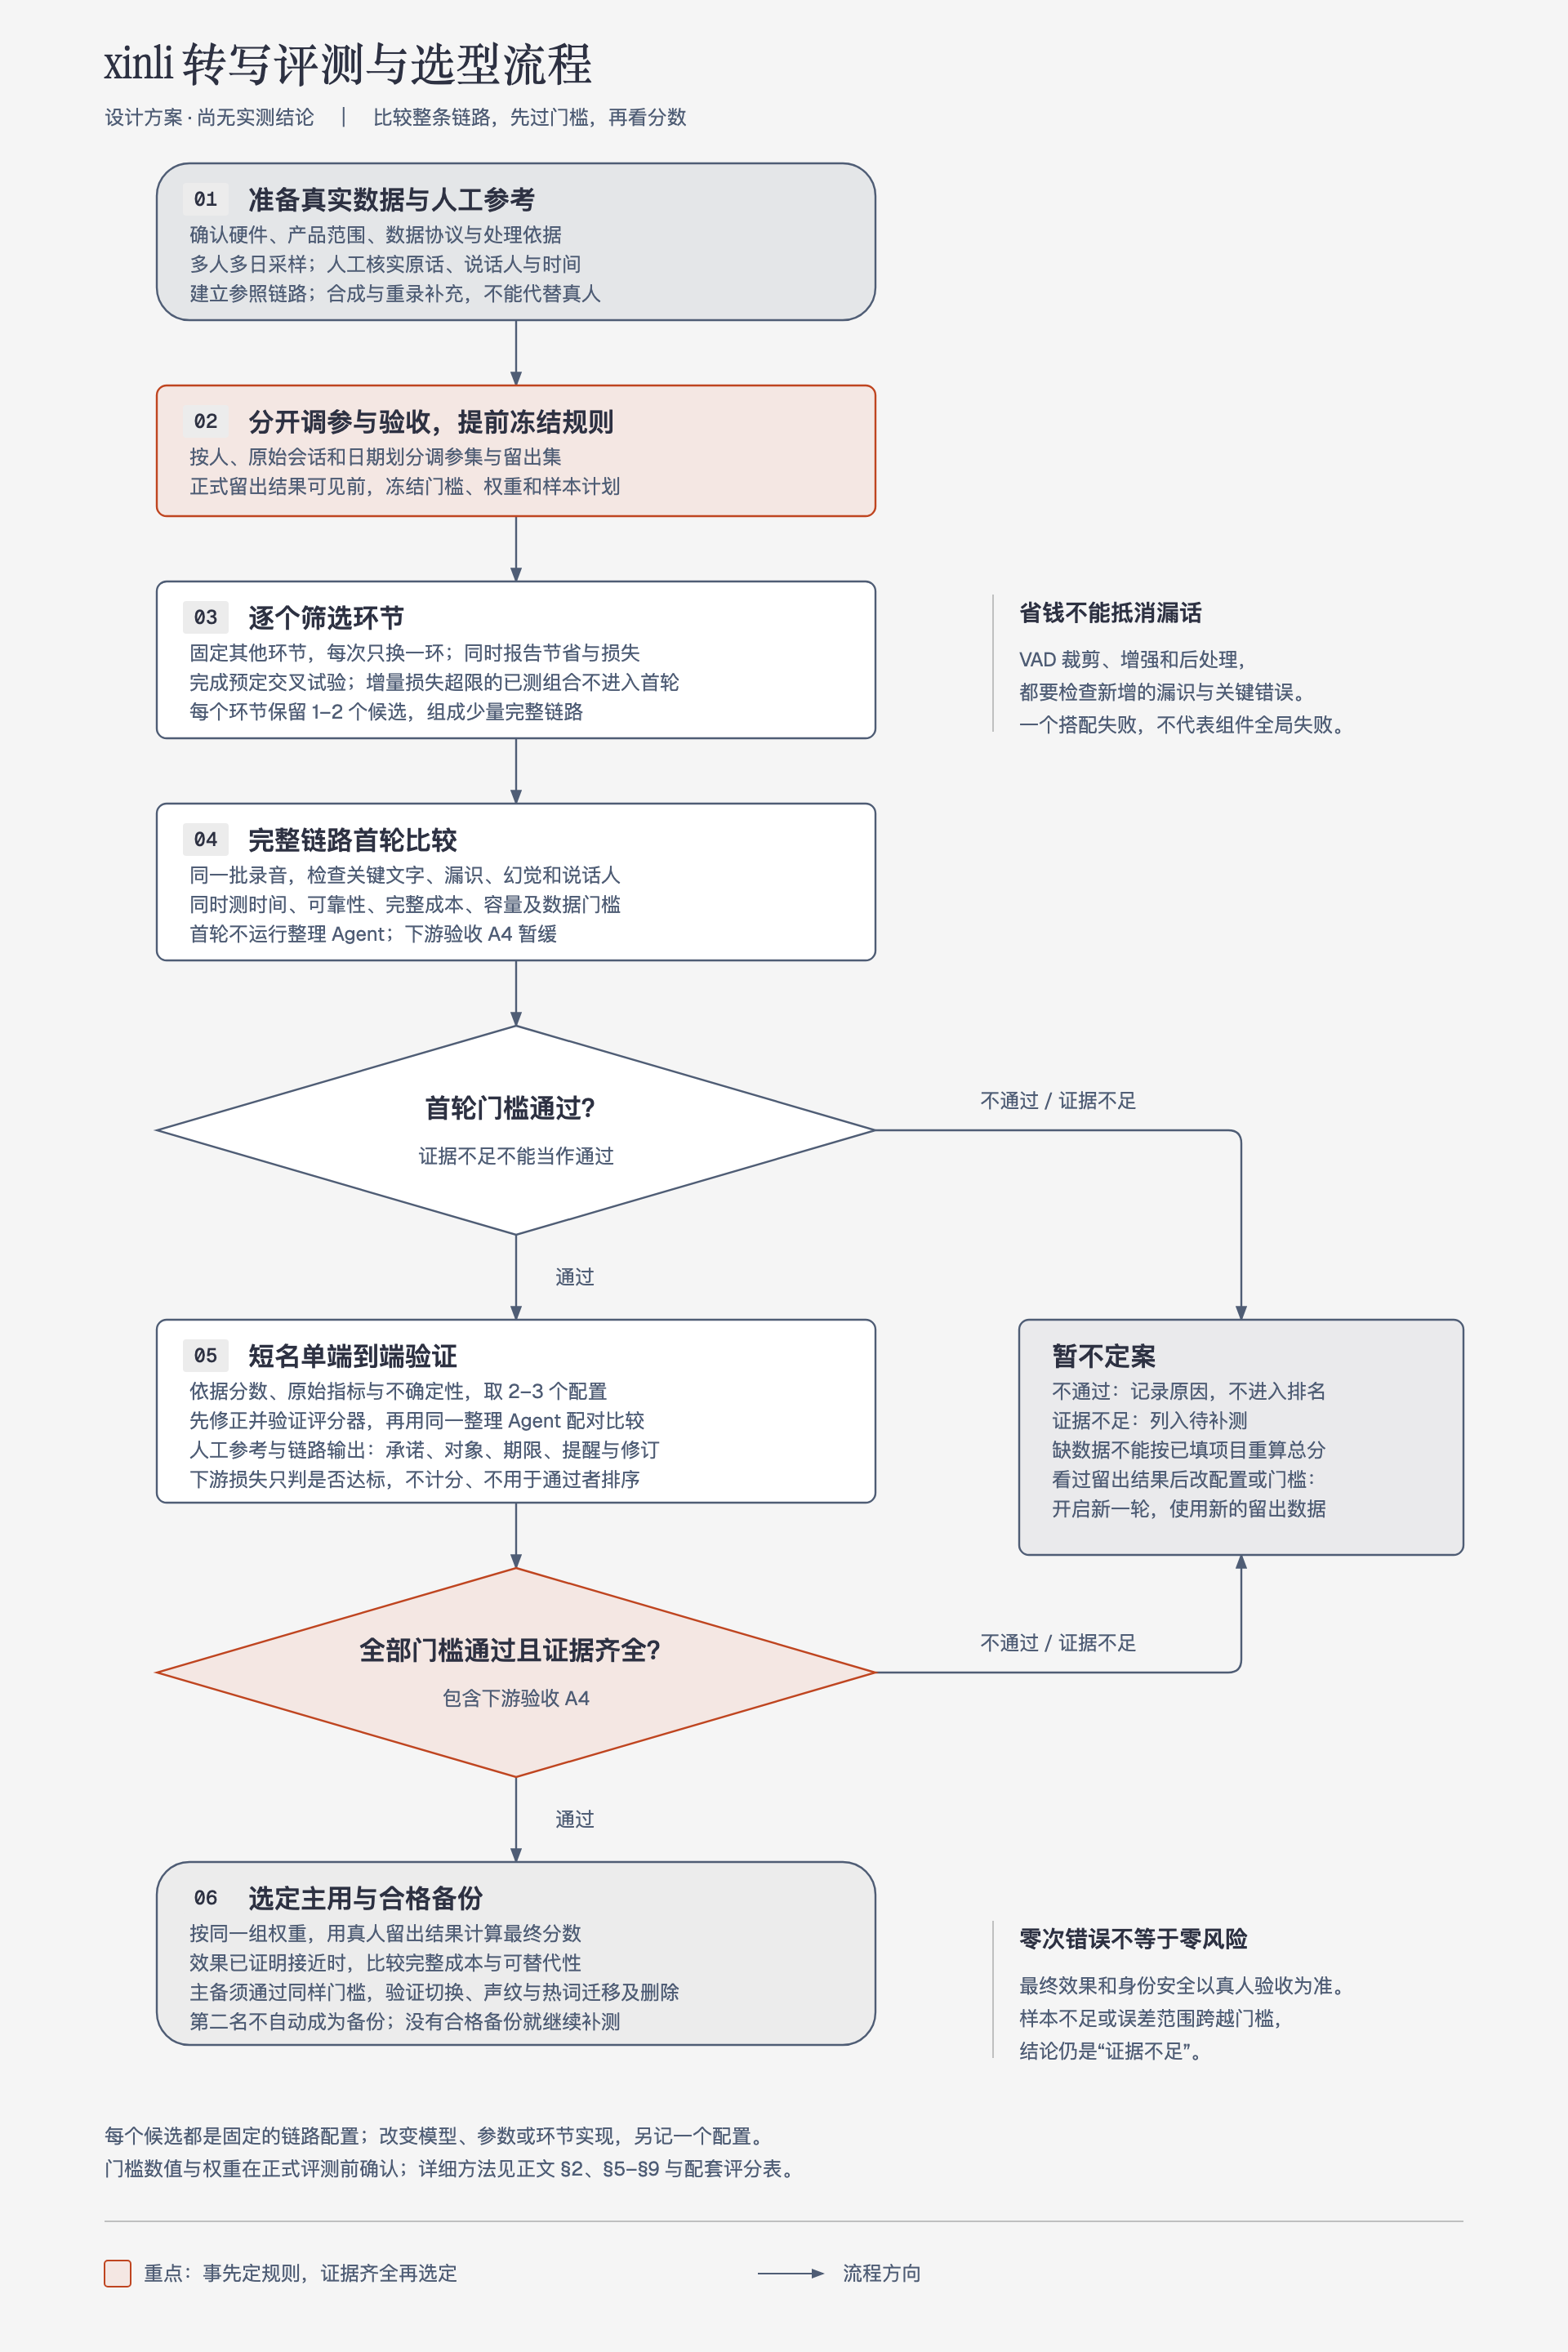 xinli 转写评测与选型流程
设计方案 · 尚无实测结论 | 比较整条链路，先过门槛，再看分数
01 准备真实数据与人工参考
确认硬件、产品范围、数据协议与处理依据
多人多日采样；人工核实原话、说话人与时间
建立参照链路；合成与重录补充，不能代替真人
02 分开调参与验收，提前冻结规则
按人、原始会话和日期划分调参集与留出集
正式留出结果可见前，冻结门槛、权重和样本计划
03 逐个筛选环节
固定其他环节，每次只换一环；同时报告节省与损失
完成预定交叉试验；增量损失超限的已测组合不进入首轮
每个环节保留 1–2 个候选，组成少量完整链路
省钱不能抵消漏话
VAD 裁剪、增强和后处理，
都要检查新增的漏识与关键错误。
一个搭配失败，不代表组件全局失败。
04 完整链路首轮比较
同一批录音，检查关键文字、漏识、幻觉和说话人
同时测时间、可靠性、完整成本、容量及数据门槛
首轮不运行整理 Agent；下游验收 A4 暂缓
首轮门槛通过？
证据不足不能当作通过
不通过 / 证据不足
通过
05 短名单端到端验证
依据分数、原始指标与不确定性，取 2–3 个配置
先修正并验证评分器，再用同一整理 Agent 配对比较
人工参考与链路输出：承诺、对象、期限、提醒与修订
下游损失只判是否达标，不计分、不用于通过者排序
暂不定案
不通过：记录原因，不进入排名
证据不足：列入待补测
缺数据不能按已填项目重算总分
看过留出结果后改配置或门槛：
开启新一轮，使用新的留出数据
全部门槛通过且证据齐全？
包含下游验收 A4
不通过 / 证据不足
通过
06 选定主用与合格备份
按同一组权重，用真人留出结果计算最终分数
效果已证明接近时，比较完整成本与可替代性
主备须通过同样门槛，验证切换、声纹与热词迁移及删除
第二名不自动成为备份；没有合格备份就继续补测
零次错误不等于零风险
最终效果和身份安全以真人验收为准。
样本不足或误差范围跨越门槛，
结论仍是“证据不足”。
每个候选都是固定的链路配置；改变模型、参数或环节实现，另记一个配置。
门槛数值与权重在正式评测前确认；详细方法见正文 §2、§5–§9 与配套评分表。
重点：事先定规则，证据齐全再选定
流程方向